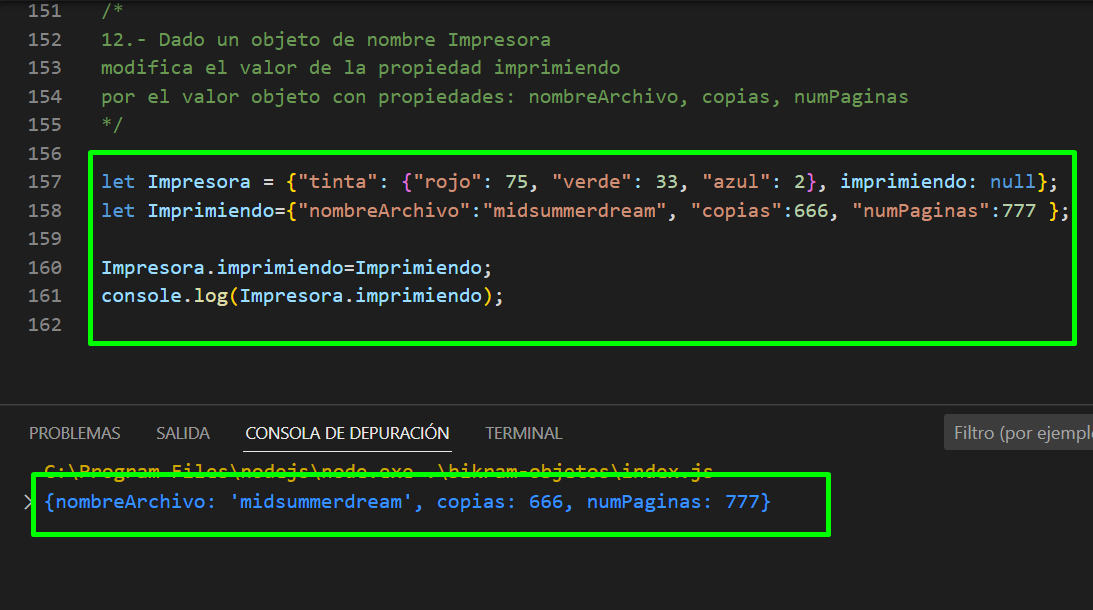 151 /*
152 12.- Dado un objeto de nombre Impresora
153 modifica el valor de la propiedad imprimiendo
154 por el valor objeto con propiedades: nombreArchivo, copias, numPaginas
155 */
156
157 let Impresora = {"tinta": {"rojo": 75, "verde": 33, "azul": 2}, imprimiendo: null};
158 let Imprimiendo={"nombreArchivo":"midsummerdream", "copias":666, "numPaginas":777 };
159
160 Impresora.imprimiendo=Imprimiendo;
161 console.log(Impresora.imprimiendo);
162
PROBLEMAS SALIDA CONSOLA DE DEPURACIÓN TERMINAL Filtro (por ejemplo
C:\Program Files\nodejs\node.exe .\bikram-objetos\index.js
> {nombreArchivo: 'midsummerdream', copias: 666, numPaginas: 777}